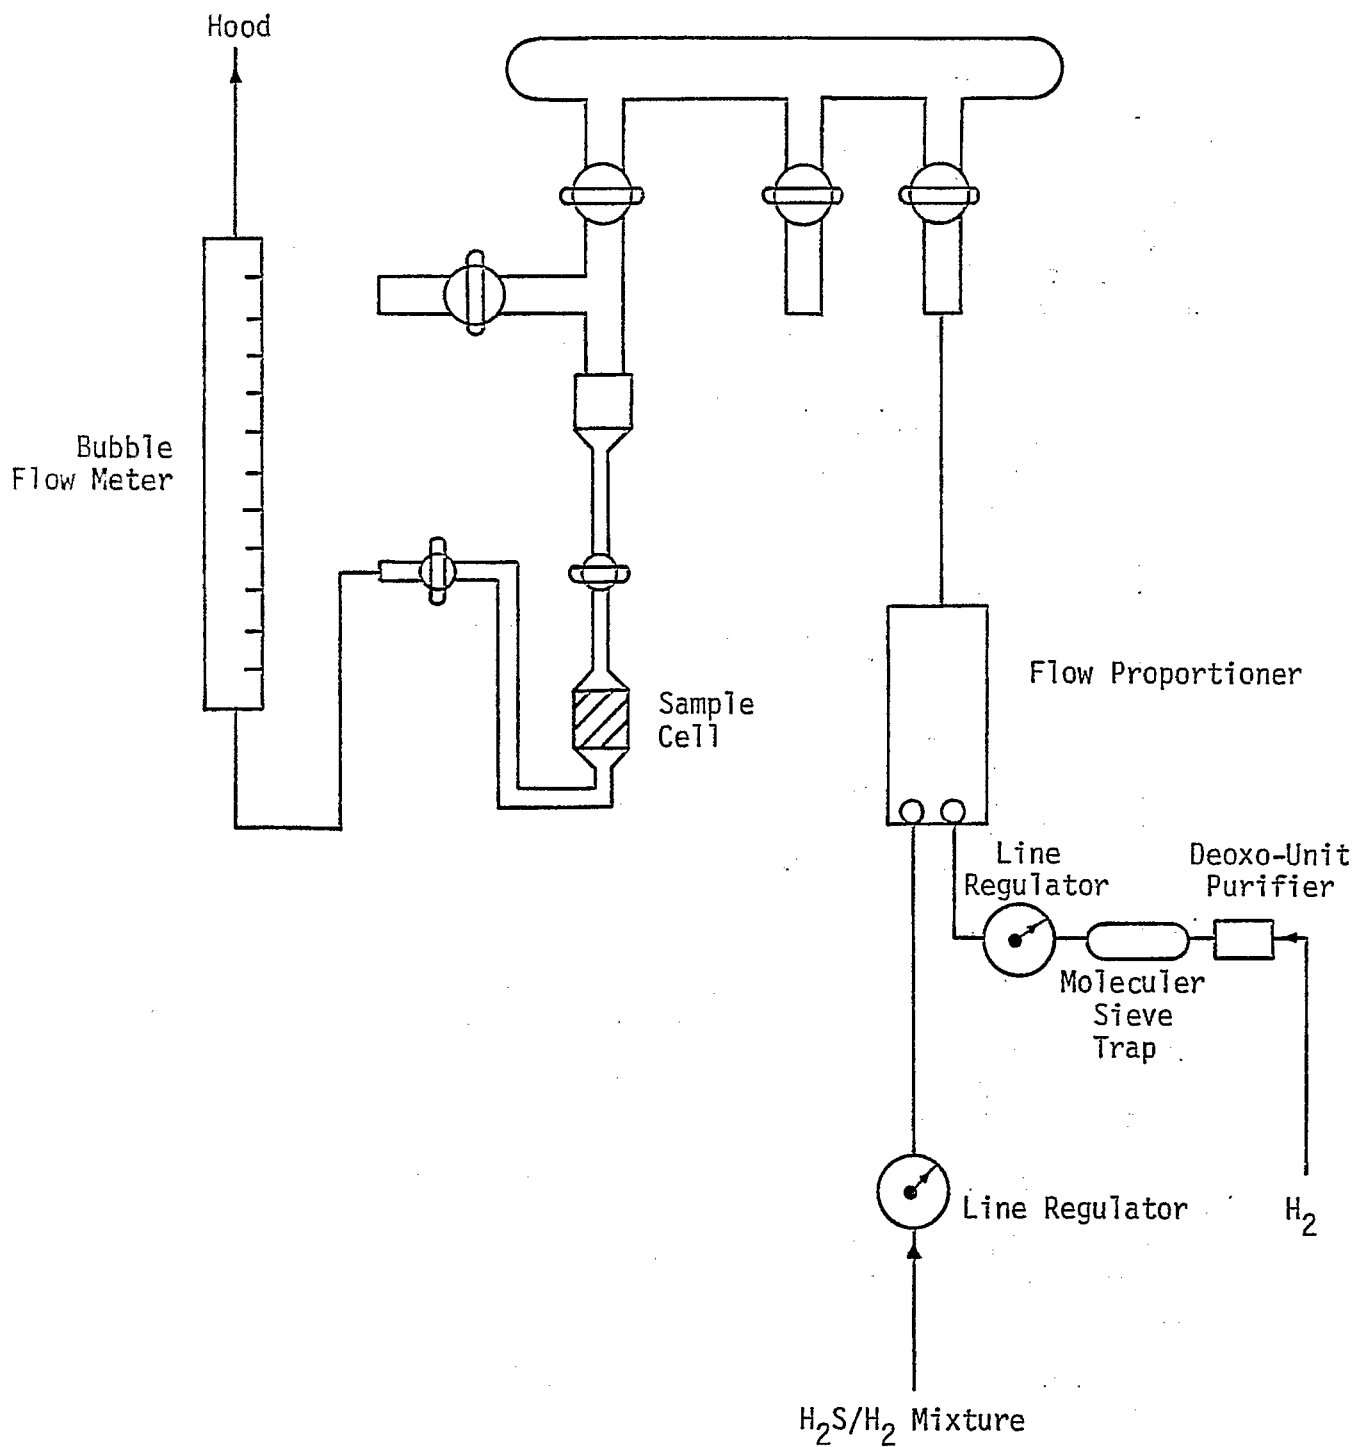 Hood
Bubble
Flow Meter
Sample
Cell
Flow Proportioner
Line
Regulator
Deoxo-Unit
Purifier
Moleculer
Sieve
Trap
Line Regulator
H2
H2S/H2 Mixture